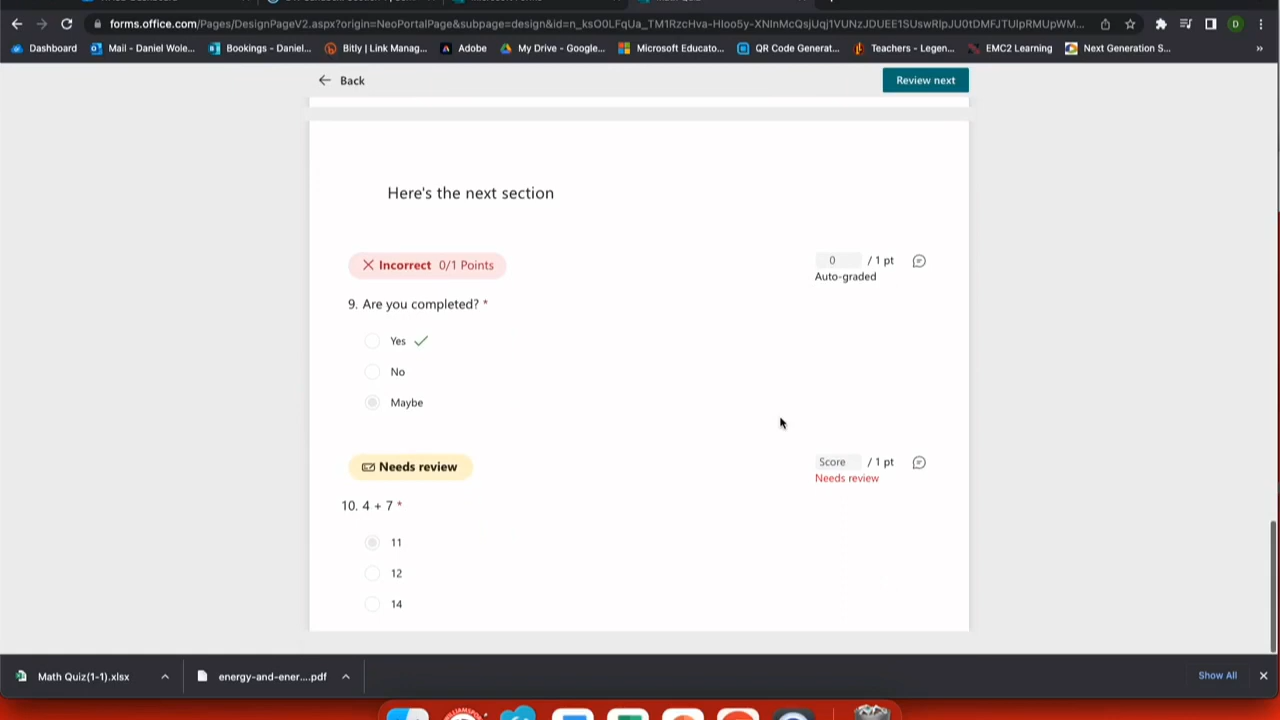 forms.office.com/Pages/DesignPageV2.aspx?origin=NeoPortalPage&subpage=design&id=n_ksO0LFqUa_TM1RzcHva-Hloo5y-XNInMcQsjUqj1VUNzJDUEE1SUswRlpJU0tDMFJTUlpRMUpWM...
D
Dashboard
Mail - Daniel Wole...
Bookings - Daniel...
Bitly | Link Manag...
Adobe
My Drive - Google...
Microsoft Educato...
QR Code Generat...
Teachers - Legen...
EMC2 Learning
Next Generation S...
»
Back
Review next
Here's the next section
Incorrect 0/1 Points
0 / 1 pt
Auto-graded
9. Are you completed? *
Yes
No
Maybe
Needs review
Score / 1 pt
Needs review
10. 4 + 7 *
11
12
14
Math Quiz(1-1).xlsx
energy-and-ener....pdf
Show All